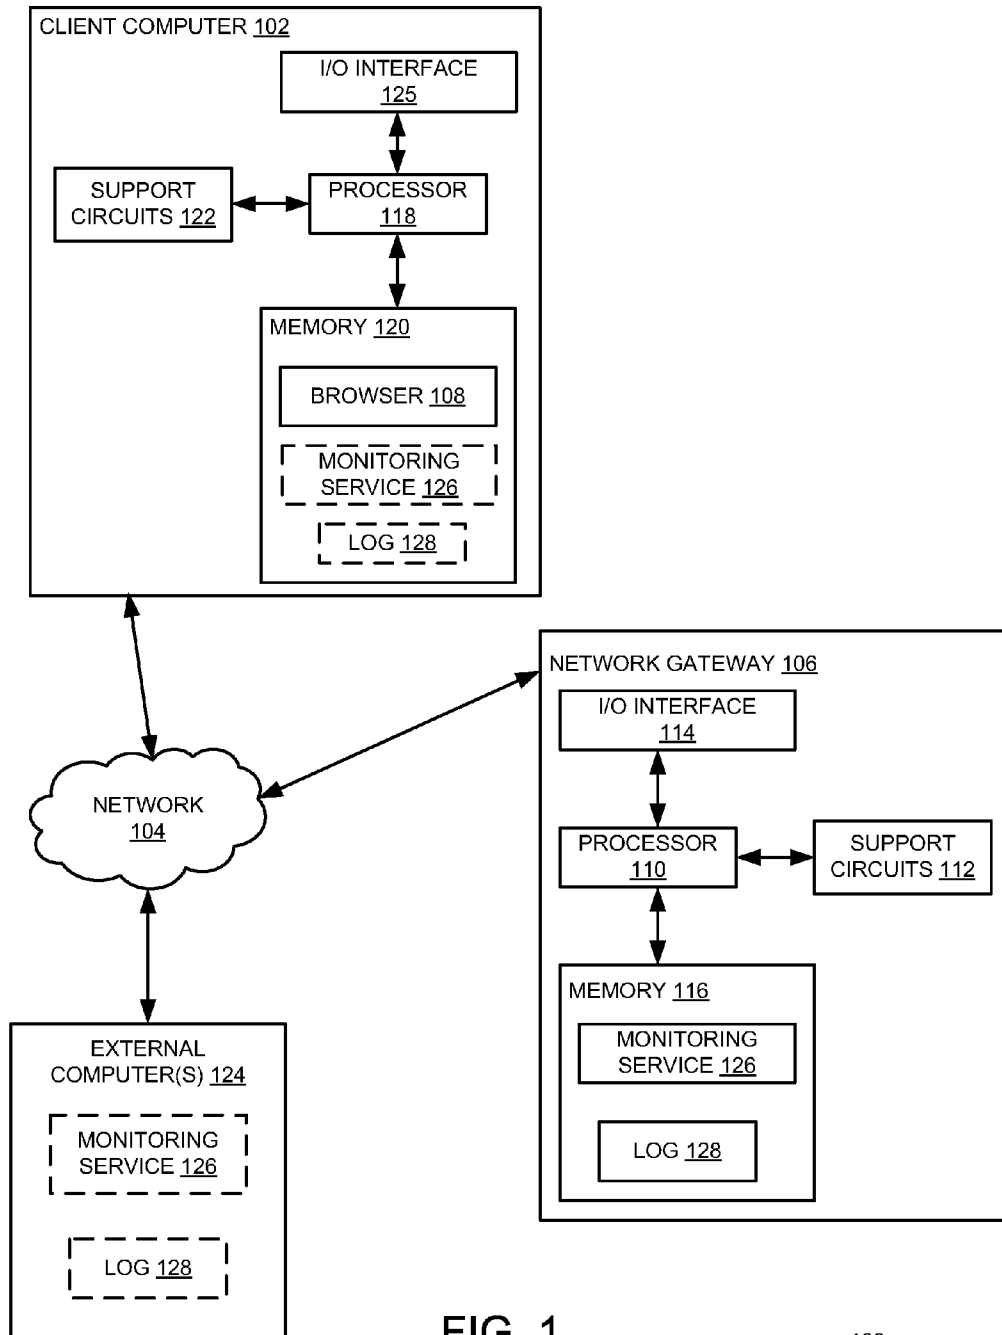 CLIENT COMPUTER 102
I/O INTERFACE
125
SUPPORT
CIRCUITS 122
PROCESSOR
118
MEMORY 120
BROWSER 108
MONITORING
SERVICE 126
LOG 128
NETWORK GATEWAY 106
I/O INTERFACE
114
NETWORK
104
PROCESSOR
110
SUPPORT
CIRCUITS 112
MEMORY 116
MONITORING
SERVICE 126
LOG 128
EXTERNAL
COMPUTER(S) 124
MONITORING
SERVICE 126
LOG 128
FIG. 1